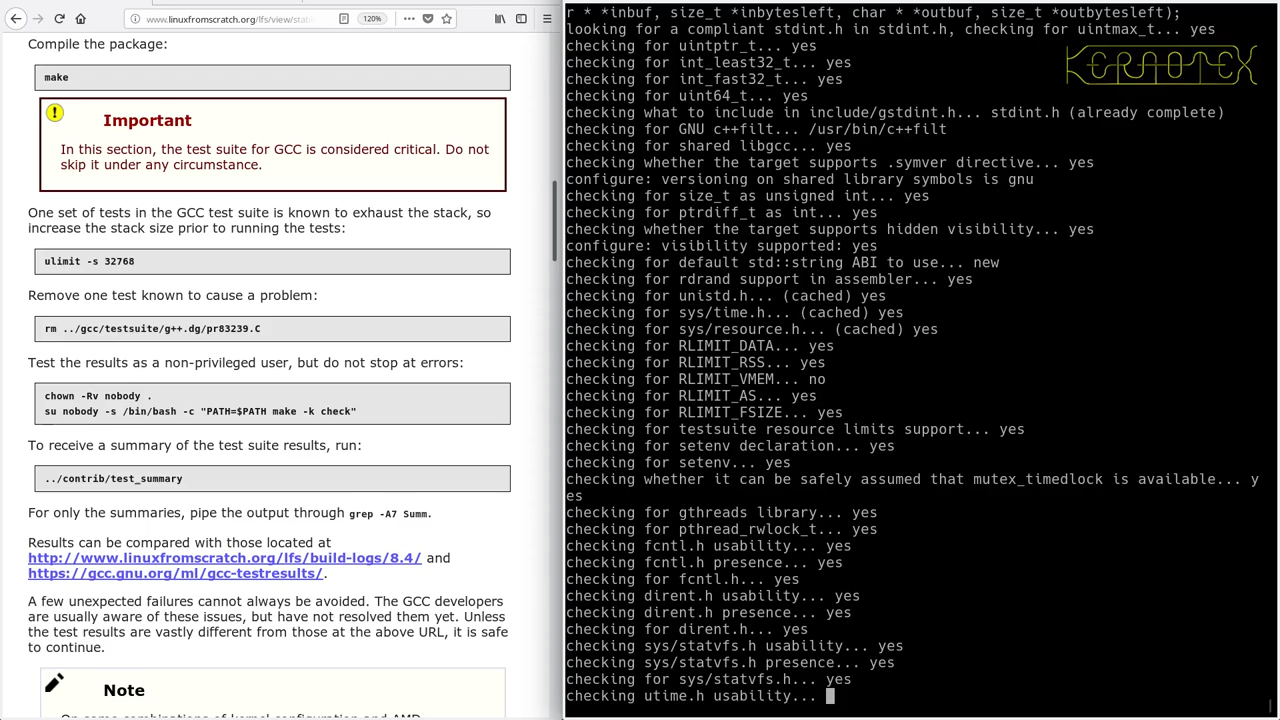 www.linuxfromscratch.org/lfs/view/stabl
120%
Compile the package:
make
Important
In this section, the test suite for GCC is considered critical. Do not
skip it under any circumstance.
One set of tests in the GCC test suite is known to exhaust the stack, so
increase the stack size prior to running the tests:
ulimit -s 32768
Remove one test known to cause a problem:
rm ../gcc/testsuite/g++.dg/pr83239.C
Test the results as a non-privileged user, but do not stop at errors:
chown -Rv nobody .
su nobody -s /bin/bash -c "PATH=$PATH make -k check"
To receive a summary of the test suite results, run:
../contrib/test_summary
For only the summaries, pipe the output through grep -A7 Summ.
Results can be compared with those located at
http://www.linuxfromscratch.org/lfs/build-logs/8.4/ and
https://gcc.gnu.org/ml/gcc-testresults/.
A few unexpected failures cannot always be avoided. The GCC developers
are usually aware of these issues, but have not resolved them yet. Unless
the test results are vastly different from those at the above URL, it is safe
to continue.
Note
On some combinations of kernel configuration and AMD
r * *inbuf, size_t *inbytesleft, char * *outbuf, size_t *outbytesleft);
looking for a compliant stdint.h in stdint.h, checking for uintmax_t... yes
checking for uintptr_t... yes
checking for int_least32_t... yes
checking for int_fast32_t... yes
checking for uint64_t... yes
checking what to include in include/gstdint.h... stdint.h (already complete)
checking for GNU c++filt... /usr/bin/c++filt
checking for shared libgcc... yes
checking whether the target supports .symver directive... yes
configure: versioning on shared library symbols is gnu
checking for size_t as unsigned int... yes
checking for ptrdiff_t as int... yes
checking whether the target supports hidden visibility... yes
configure: visibility supported: yes
checking for default std::string ABI to use... new
checking for rdrand support in assembler... yes
checking for unistd.h... (cached) yes
checking for sys/time.h... (cached) yes
checking for sys/resource.h... (cached) yes
checking for RLIMIT_DATA... yes
checking for RLIMIT_RSS... yes
checking for RLIMIT_VMEM... no
checking for RLIMIT_AS... yes
checking for RLIMIT_FSIZE... yes
checking for testsuite resource limits support... yes
checking for setenv declaration... yes
checking for setenv... yes
checking whether it can be safely assumed that mutex_timedlock is available... y
es
checking for gthreads library... yes
checking for pthread_rwlock_t... yes
checking fcntl.h usability... yes
checking fcntl.h presence... yes
checking for fcntl.h... yes
checking dirent.h usability... yes
checking dirent.h presence... yes
checking for dirent.h... yes
checking sys/statvfs.h usability... yes
checking sys/statvfs.h presence... yes
checking for sys/statvfs.h... yes
checking utime.h usability...